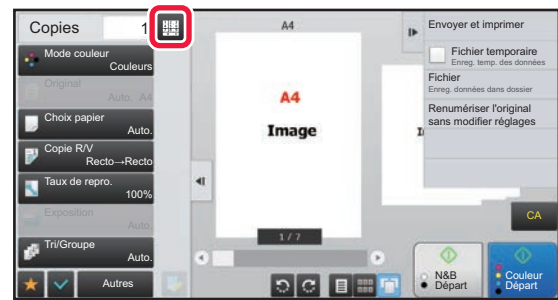 Copies 1
Mode couleur
Couleurs
Original
Auto. A4
Choix papier
Auto.
Copie R/V
Recto→Recto
Taux de repro.
100%
Exposition
Auto.
Tri/Groupe
Auto.
Autres
A4
A4
Image
1 / 7
Envoyer et imprimer
Fichier temporaire
Enreg. temp. des données
Fichier
Enreg. données dans dossier
Renumériser l'original
sans modifier réglages
CA
N&B
Départ
Couleur
Départ